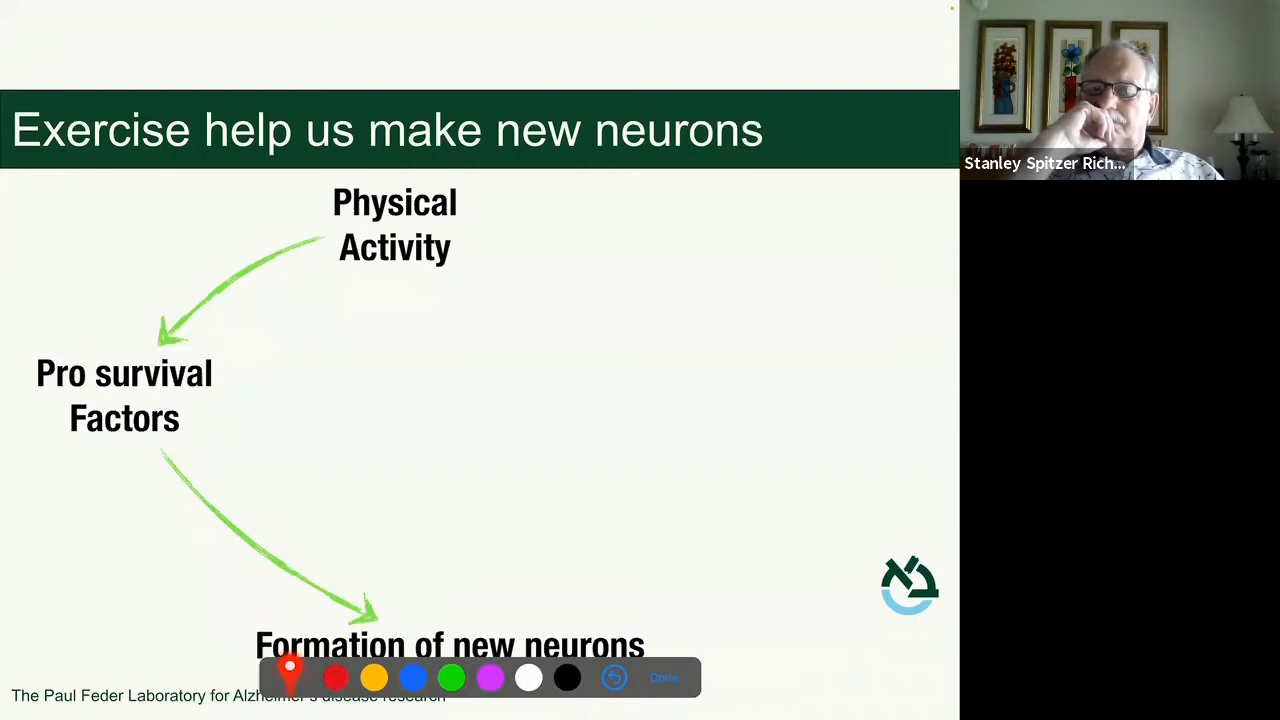 Exercise help us make new neurons
Physical
Activity
Pro survival
Factors
Formation of new neurons
Done
The Paul Feder Laboratory for Alzheimer's disease research
Stanley Spitzer Rich...